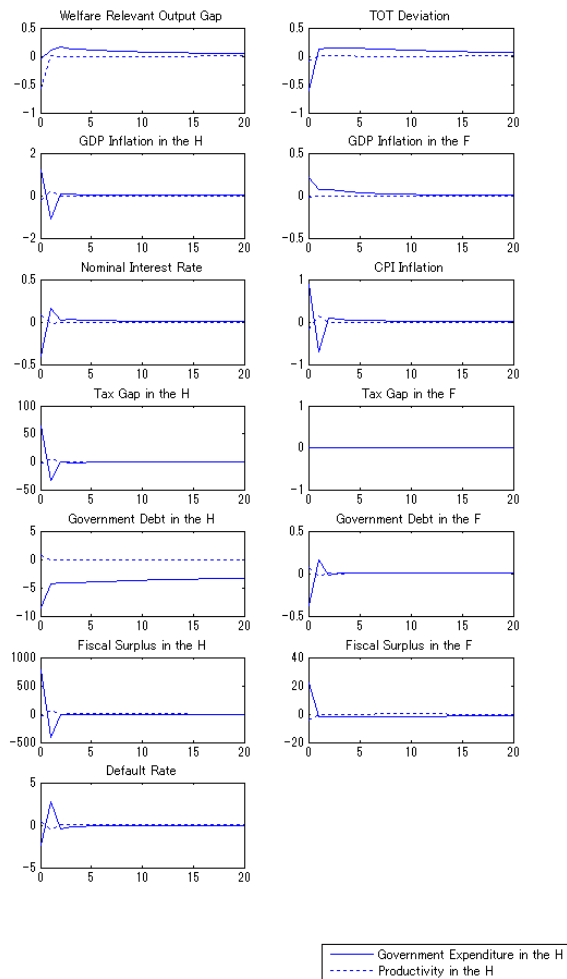 Welfare Relevant Output Gap
0.5
0
-0.5
-1
0 5 10 15 20
TOT Deviation
0.5
0
-0.5
-1
0 5 10 15 20
GDP Inflation in the H
2
0
-2
0 5 10 15 20
GDP Inflation in the F
0.5
0
-0.5
0 5 10 15 20
Nominal Interest Rate
0.5
0
-0.5
0 5 10 15 20
CPI Inflation
1
0
-1
0 5 10 15 20
Tax Gap in the H
100
50
0
-50
0 5 10 15 20
Tax Gap in the F
1
0
-1
0 5 10 15 20
Government Debt in the H
5
0
-5
-10
0 5 10 15 20
Government Debt in the F
0.5
0
-0.5
0 5 10 15 20
Fiscal Surplus in the H
1000
500
0
-500
0 5 10 15 20
Fiscal Surplus in the F
40
20
0
-20
0 5 10 15 20
Default Rate
5
0
-5
0 5 10 15 20
Government Expenditure in the H
Productivity in the H